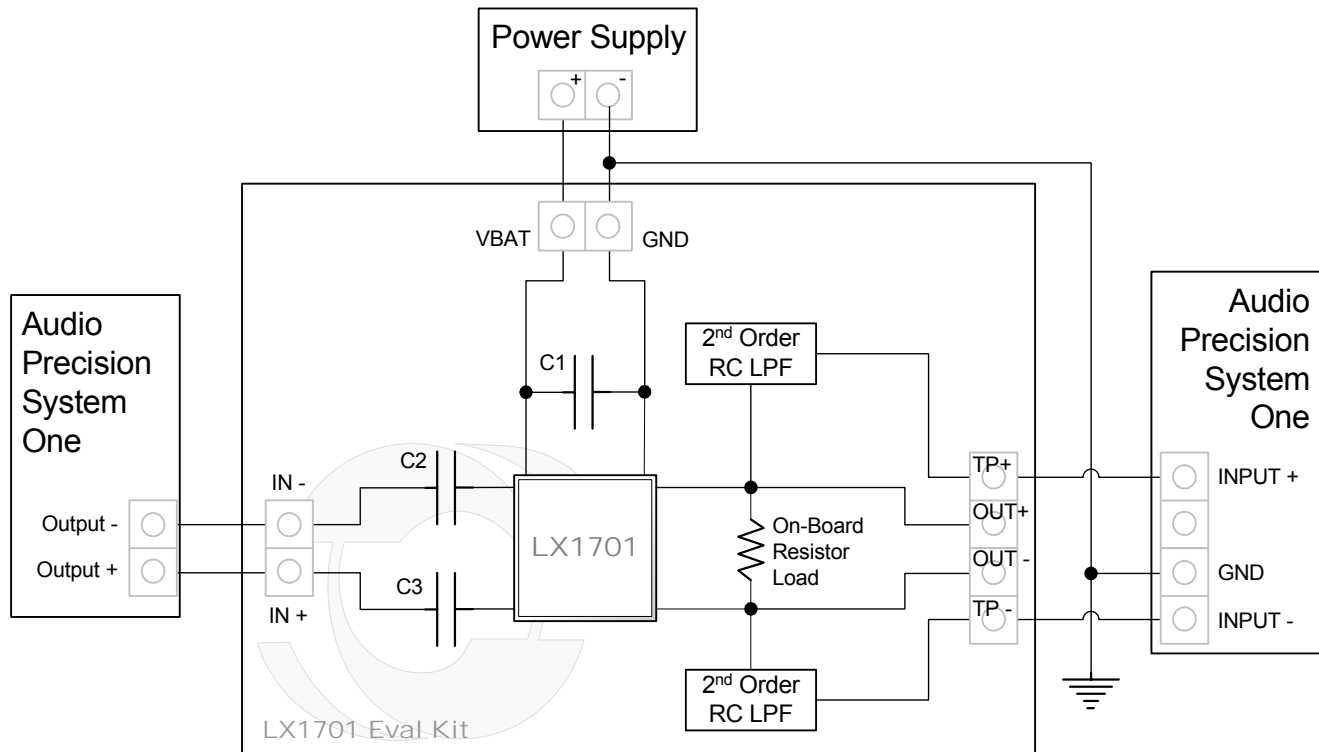 Power Supply
+ -
VBAT
GND
Audio
Precision
System
One
Output -
Output +
IN -
IN +
C1
C2
C3
LX1701
2nd Order
RC LPF
On-Board
Resistor
Load
2nd Order
RC LPF
TP+
OUT+
OUT -
TP -
Audio
Precision
System
One
INPUT +
GND
INPUT -
LX1701 Eval Kit